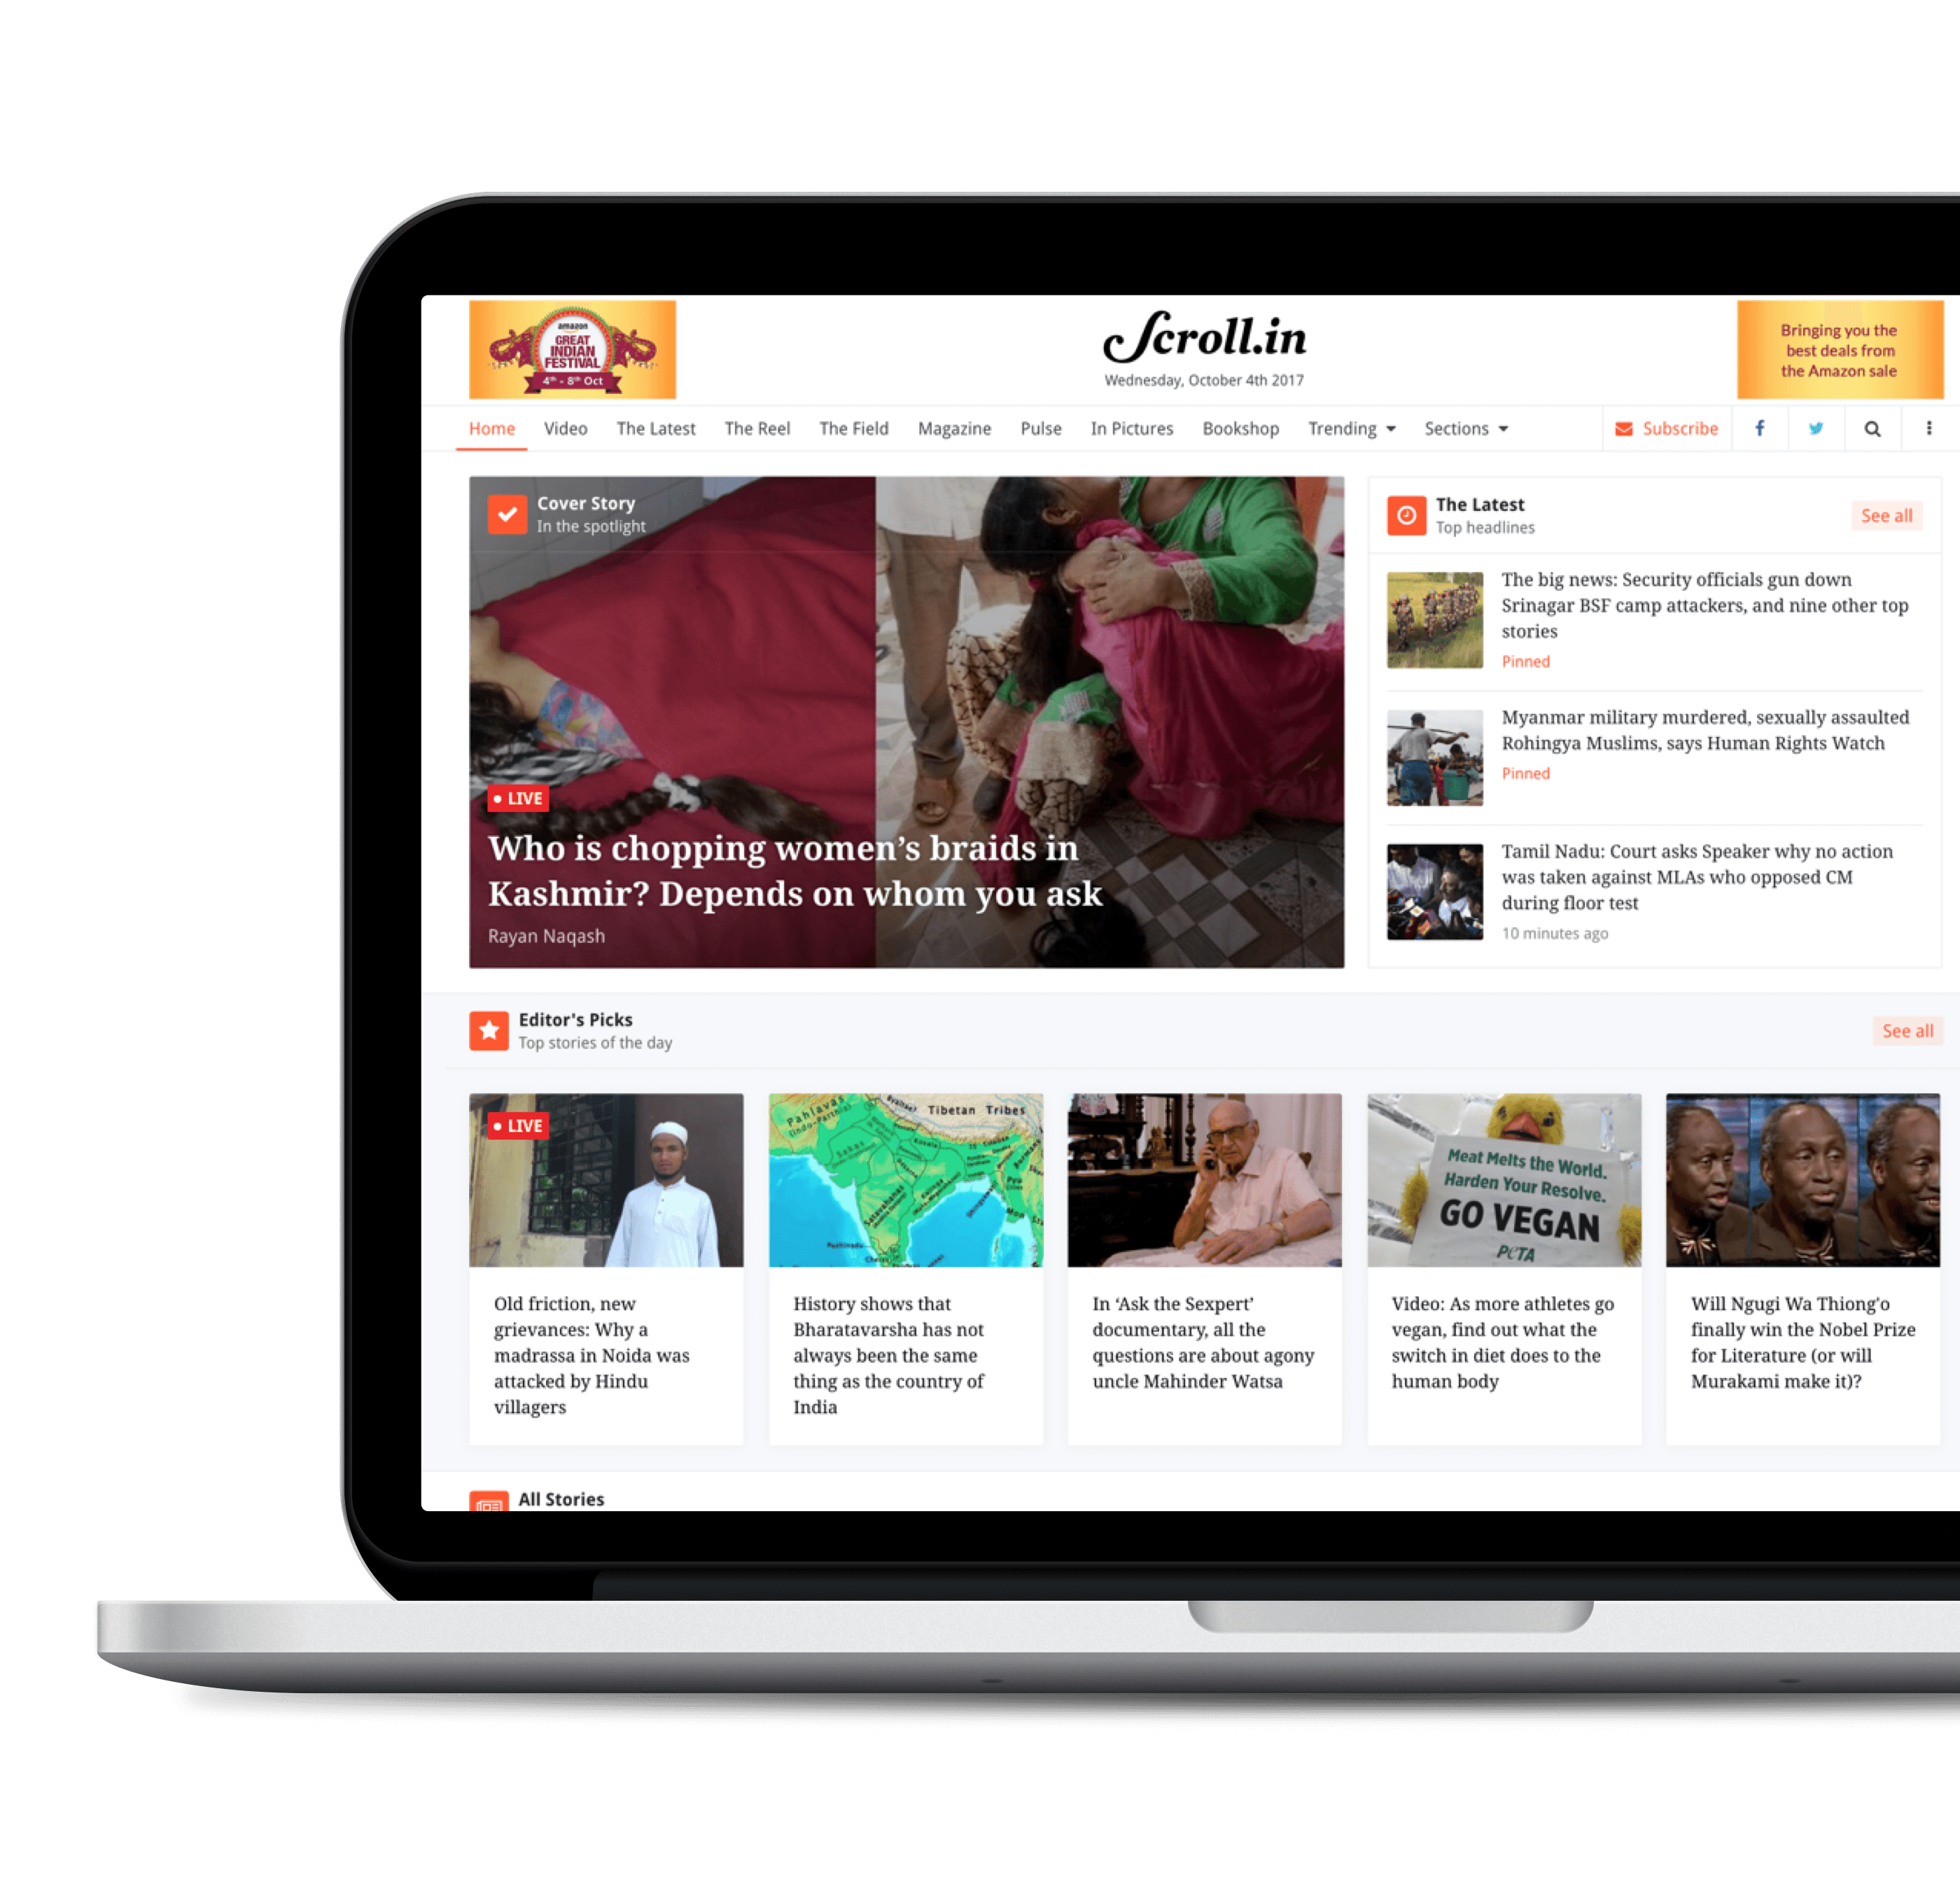 amazon
GREAT
INDIAN
FESTIVAL
4th - 8th Oct
Scroll.in
Wednesday, October 4th 2017
Bringing you the
best deals from
the Amazon sale
Home Video The Latest The Reel The Field Magazine Pulse In Pictures Bookshop Trending Sections Subscribe
Cover Story
In the spotlight
LIVE
Who is chopping women’s braids in
Kashmir? Depends on whom you ask
Rayan Naqash
The Latest
Top headlines
See all
The big news: Security officials gun down
Srinagar BSF camp attackers, and nine other top
stories
Pinned
Myanmar military murdered, sexually assaulted
Rohingya Muslims, says Human Rights Watch
Pinned
Tamil Nadu: Court asks Speaker why no action
was taken against MLAs who opposed CM
during floor test
10 minutes ago
Editor's Picks
Top stories of the day
See all
LIVE
Old friction, new
grievances: Why a
madrassa in Noida was
attacked by Hindu
villagers
Pahlavas
Tibetan Tribes
Sakas
Satavahanas
History shows that
Bharatavarsha has not
always been the same
thing as the country of
India
In ‘Ask the Sexpert’
documentary, all the
questions are about agony
uncle Mahinder Watsa
Meat Melts the World.
Harden Your Resolve.
GO VEGAN
PETA
Video: As more athletes go
vegan, find out what the
switch in diet does to the
human body
Will Ngugi Wa Thiong'o
finally win the Nobel Prize
for Literature (or will
Murakami make it)?
All Stories